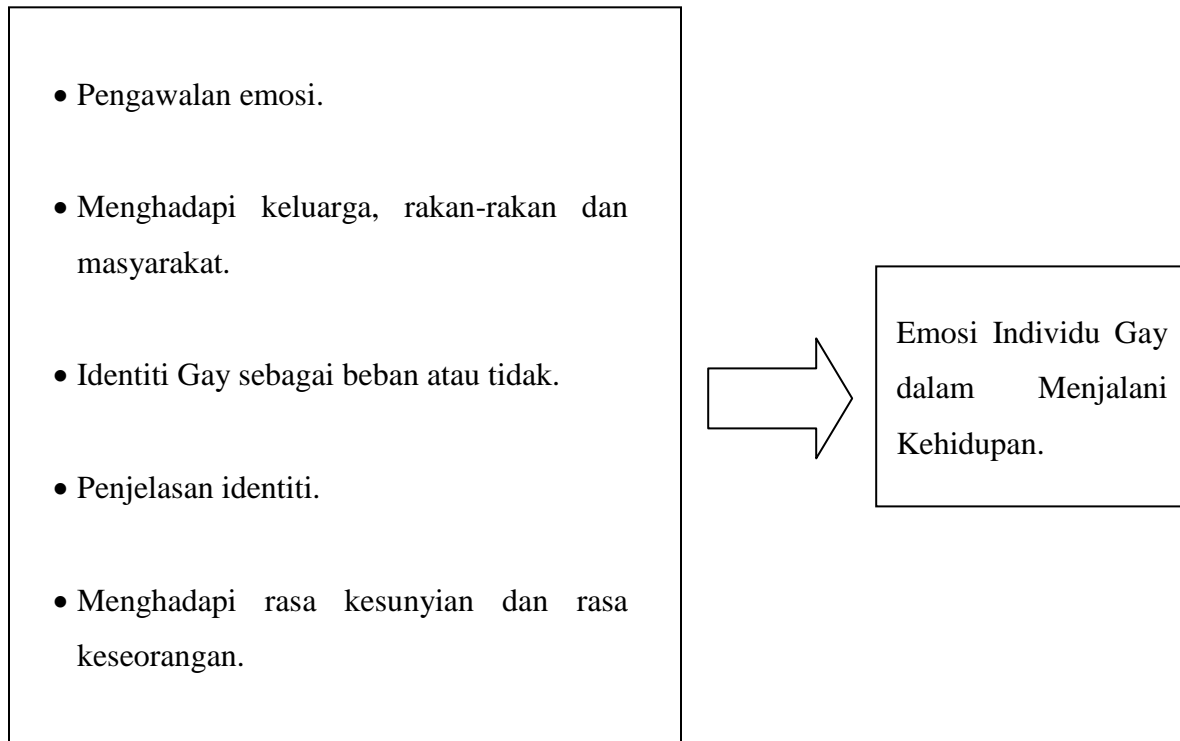 • Pengawalan emosi.
• Menghadapi keluarga, rakan-rakan dan
masyarakat.
• Identiti Gay sebagai beban atau tidak.
• Penjelasan identiti.
• Menghadapi rasa kesunyian dan rasa
keseorangan.
Emosi Individu Gay
dalam Menjalani
Kehidupan.